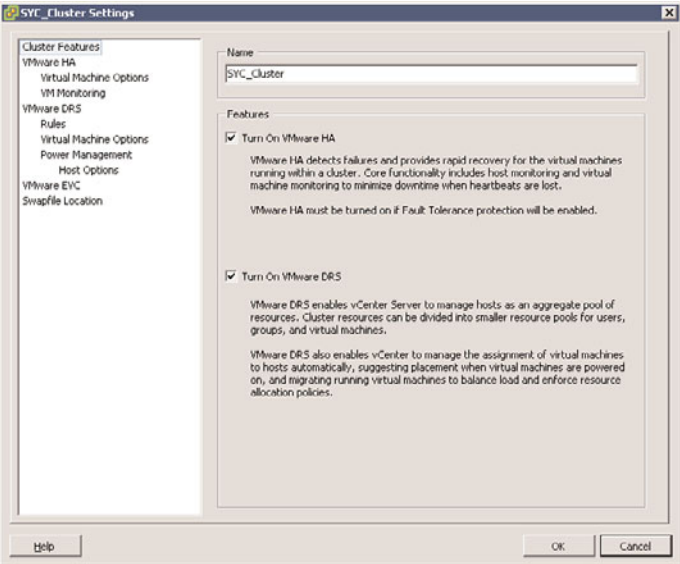 SYC_Cluster Settings
Cluster Features
VMware HA
Virtual Machine Options
VM Monitoring
VMware DRS
Rules
Virtual Machine Options
Power Management
Host Options
VMware EVC
Swapfile Location
Name
SYC_Cluster
Features
Turn On VMware HA
VMware HA detects failures and provides rapid recovery for the virtual machines
running within a cluster. Core functionality includes host monitoring and virtual
machine monitoring to minimize downtime when heartbeats are lost.
VMware HA must be turned on if Fault Tolerance protection will be enabled.
Turn On VMware DRS
VMware DRS enables vCenter Server to manage hosts as an aggregate pool of
resources. Cluster resources can be divided into smaller resource pools for users,
groups, and virtual machines.
VMware DRS also enables vCenter to manage the assignment of virtual machines
to hosts automatically, suggesting placement when virtual machines are powered
on, and migrating running virtual machines to balance load and enforce resource
allocation policies.
Help
OK
Cancel